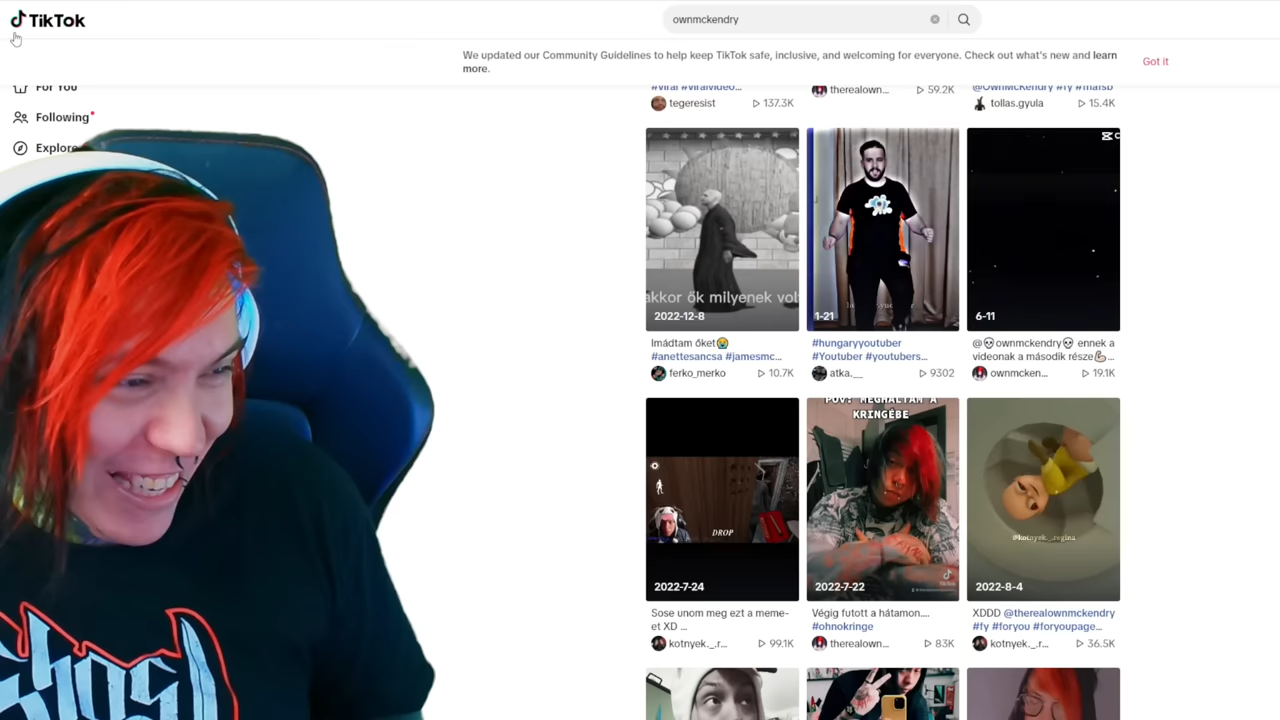 TikTok
ownmckendry
We updated our Community Guidelines to help keep TikTok safe, inclusive, and welcoming for everyone. Check out what's new and learn
more.
Got it
For You
Following
Explore
#viral #viralvideo...
@OwnMcKendry #fy #mafsb
tegeresist
137.3K
therealown...
59.2K
tollas.gyula
15.4K
akkor ők milyenek vol
2022-12-8
1-21
6-11
Imádtam őket😭
#anettesancsa #jamesmc...
ferko_merko
10.7K
#hungaryyoutuber
#Youtuber #youtubers...
atka.__
9302
@💀ownmckendry💀 ennek a
videonak a második része💪🏻...
ownmcken...
19.1K
DROP
2022-7-24
POV: MEGHALTAM A
KRINGÉBE
TikTok
2022-7-22
@kotnyek._.regina
2022-8-4
Sose unom meg ezt a meme-
et XD ...
kotnyek._.r...
99.1K
Végig futott a hátamon....
#ohnokringe
therealown...
83K
XDDD @therealownmckendry
#fy #foryou #foryoupage...
kotnyek._.r...
36.5K
Ghost